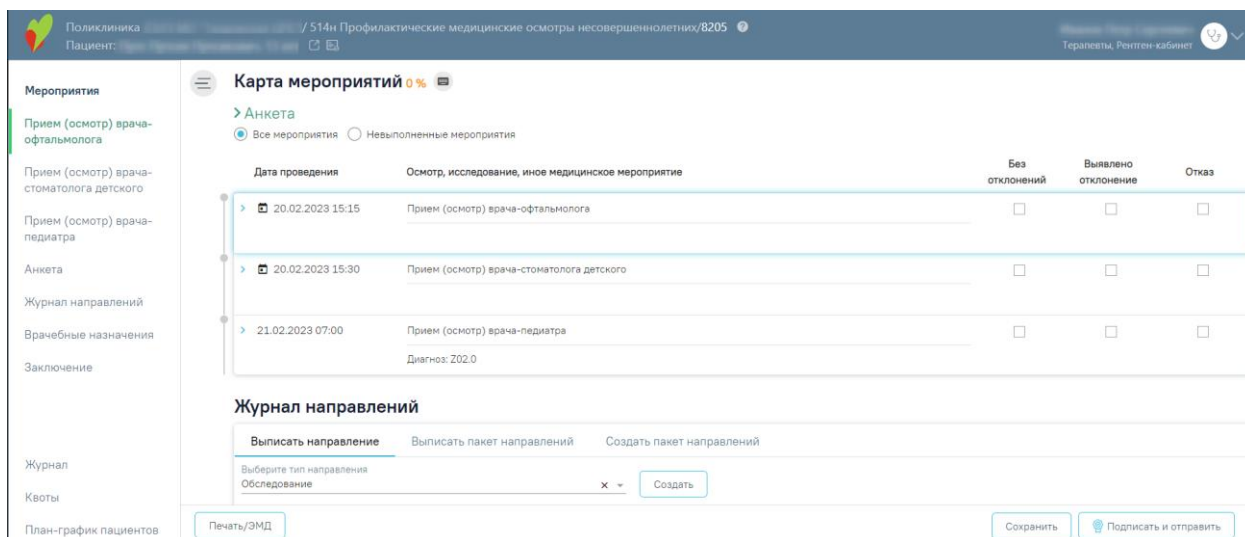 Поликлиника / 514н Профилактические медицинские осмотры несовершеннолетних/8205
Пациент:
Терапевты, Рентген-кабинет
Мероприятия
Прием (осмотр) врача-
офтальмолога
Прием (осмотр) врача-
стоматолога детского
Прием (осмотр) врача-
педиатра
Анкета
Журнал направлений
Врачебные назначения
Заключение
Журнал
Квоты
План-график пациентов
Карта мероприятий 0 %
Анкета
Все мероприятия Невыполненные мероприятия
Дата проведения Осмотр, исследование, иное медицинское мероприятие Без отклонений Выявлено отклонение Отказ
20.02.2023 15:15 Прием (осмотр) врача-офтальмолога
20.02.2023 15:30 Прием (осмотр) врача-стоматолога детского
21.02.2023 07:00 Прием (осмотр) врача-педиатра
Диагноз: Z02.0
Журнал направлений
Выписать направление Выписать пакет направлений Создать пакет направлений
Выберите тип направления
Обследование Создать
Печать/ЭМД Сохранить Подписать и отправить